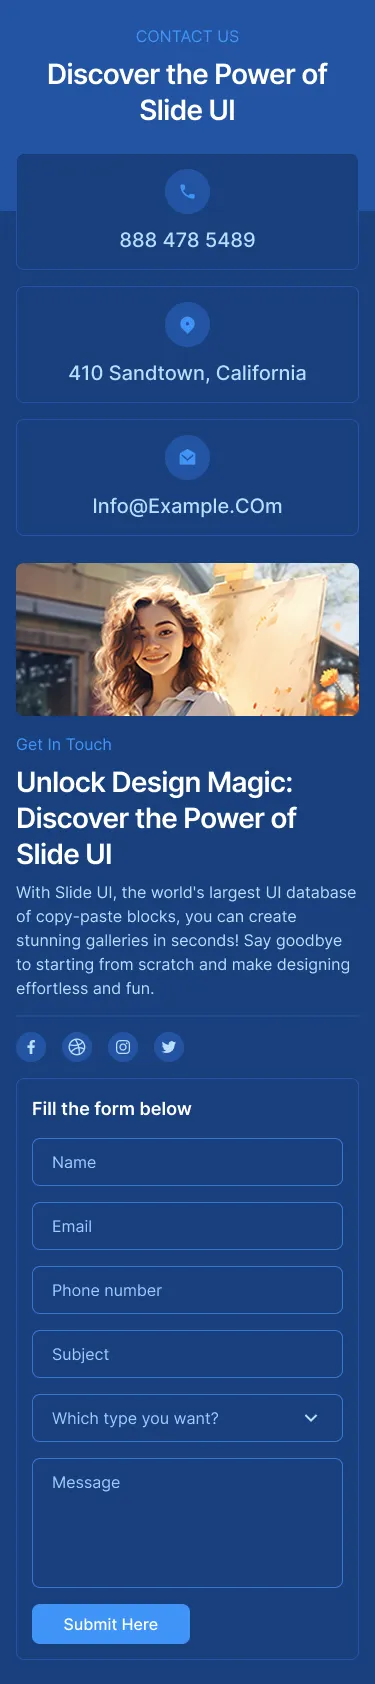 CONTACT US
Discover the Power of
Slide UI
888 478 5489
410 Sandtown, California
Info@Example.COm
Get In Touch
Unlock Design Magic:
Discover the Power of
Slide UI
With Slide UI, the world's largest UI database
of copy-paste blocks, you can create
stunning galleries in seconds! Say goodbye
to starting from scratch and make designing
effortless and fun.
Fill the form below
Name
Email
Phone number
Subject
Which type you want?
Message
Submit Here